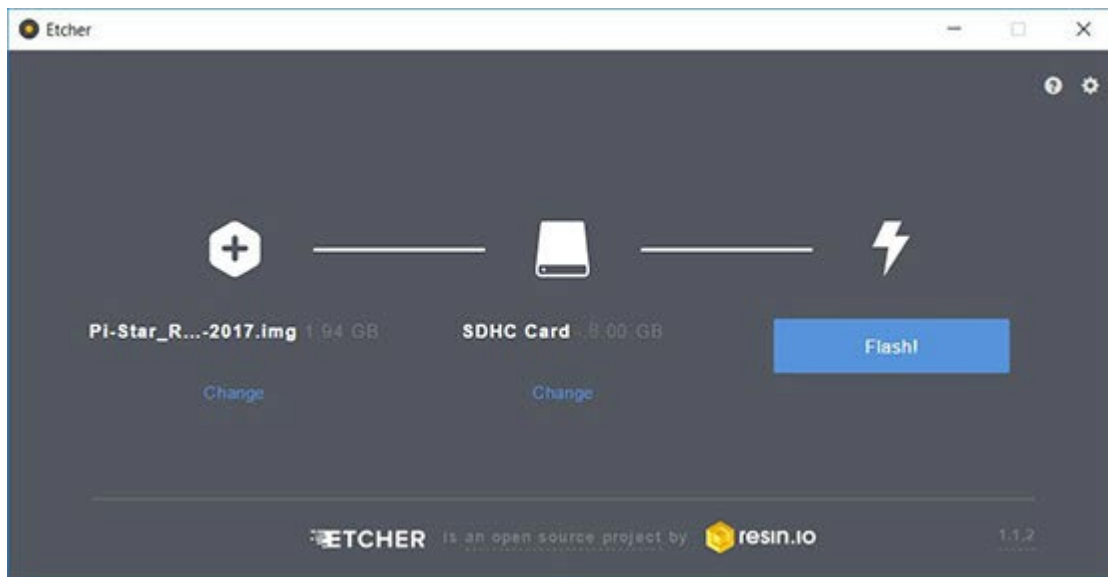 Etcher
Pi-Star_R...-2017.img 1.94 GB
SDHC Card 8.00 GB
Flash!
Change
Change
ETCHER is an open source project by resin.io
1.1.2